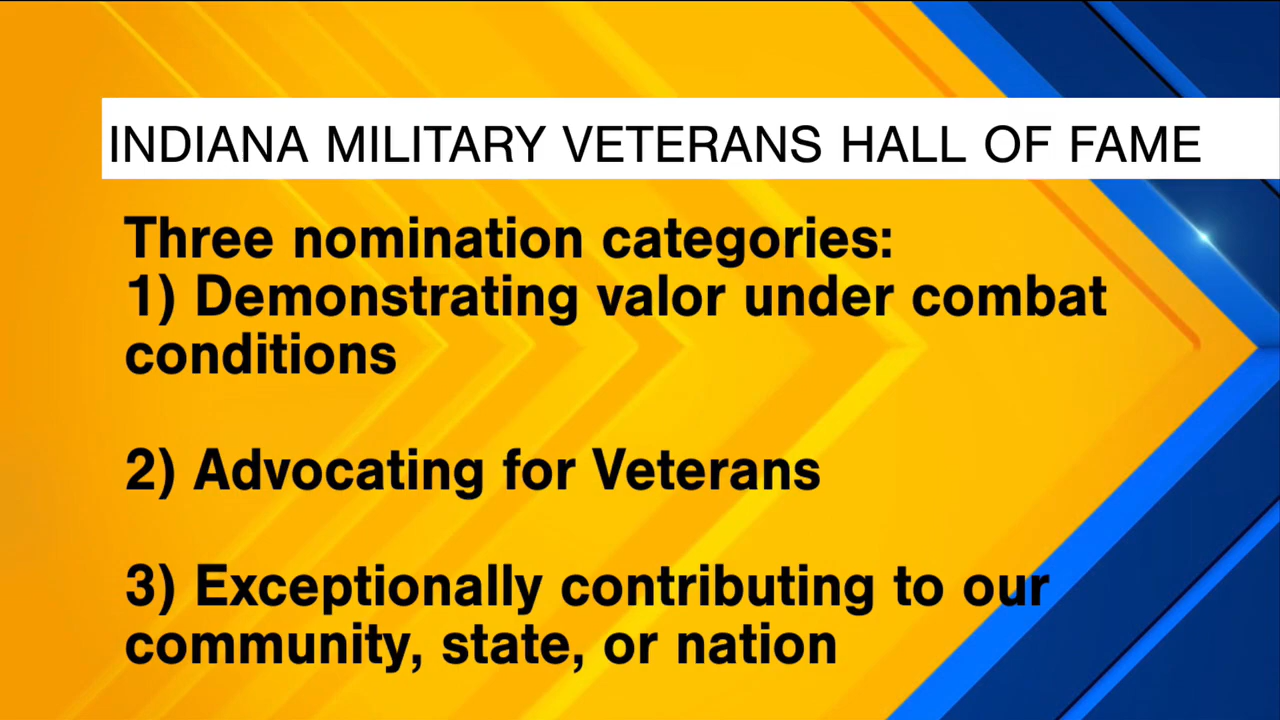 INDIANA MILITARY VETERANS HALL OF FAME
Three nomination categories:
1) Demonstrating valor under combat
conditions
2) Advocating for Veterans
3) Exceptionally contributing to our
community, state, or nation